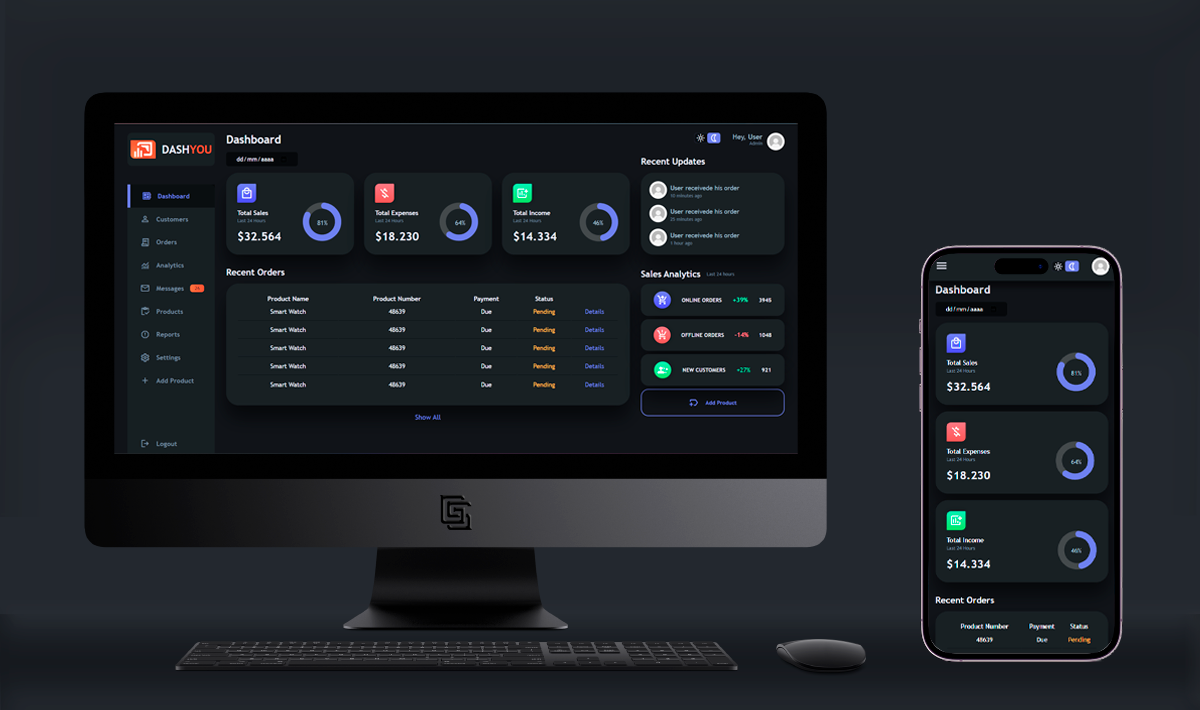 DASHYOU
Dashboard
Customers
Orders
Analytics
Messages
Products
Reports
Settings
+ Add Product
Logout
Dashboard
dd/mm/aaaa
Total Sales
Last 24 Hours
$32.564
81%
Total Expenses
Last 24 Hours
$18.230
64%
Total Income
Last 24 Hours
$14.334
46%
Recent Orders
Product Name Product Number Payment Status
Smart Watch 48639 Due Pending Details
Smart Watch 48639 Due Pending Details
Smart Watch 48639 Due Pending Details
Smart Watch 48639 Due Pending Details
Smart Watch 48639 Due Pending Details
Show All
Hey, User
Admin
Recent Updates
User receivede his order
10 minutes ago
User receivede his order
25 minutes ago
User receivede his order
1 hour ago
Sales Analytics Last 24 hours
ONLINE ORDERS +39% 3945
OFFLINE ORDERS -14% 1048
NEW CUSTOMERS +27% 921
Add Product
Dashboard
dd/mm/aaaa
Total Sales
Last 24 Hours
$32.564
81%
Total Expenses
Last 24 Hours
$18.230
64%
Total Income
Last 24 Hours
$14.334
46%
Recent Orders
Product Number Payment Status
48639 Due Pending